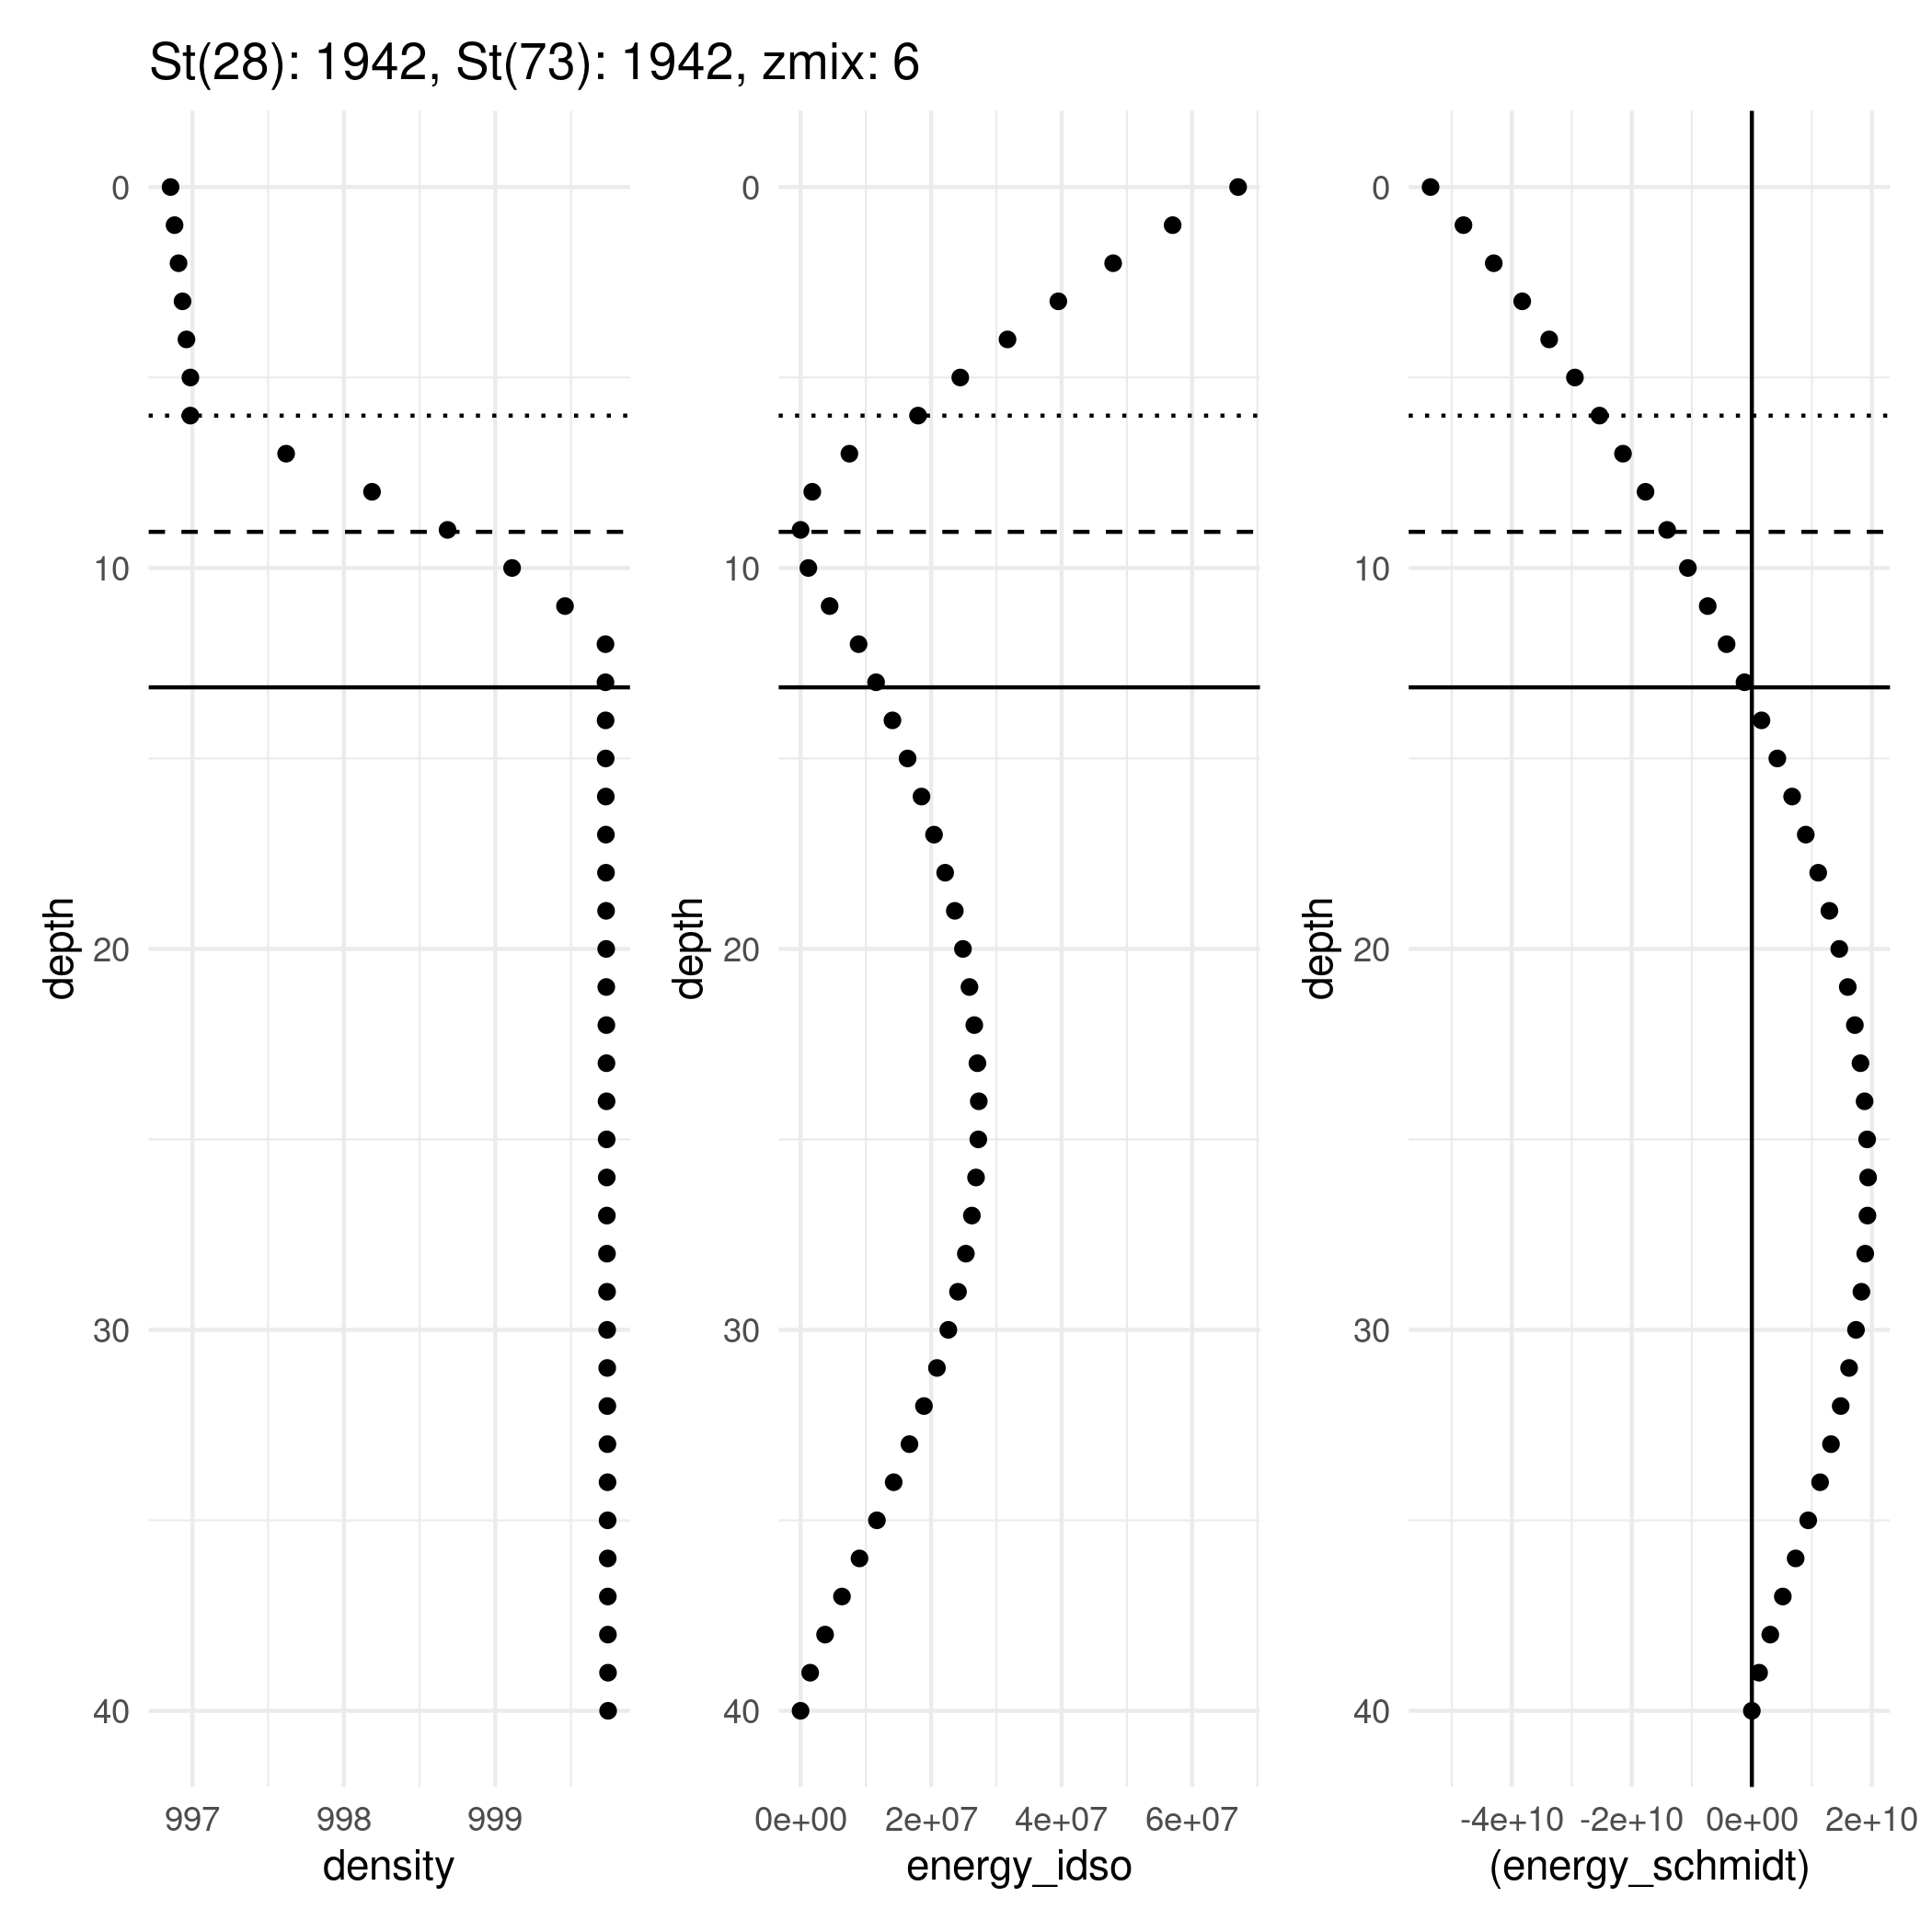 St(28): 1942, St(73): 1942, zmix: 6
0
10
20
30
40
depth
997 998 999
density
0
10
20
30
40
depth
0e+00 2e+07 4e+07 6e+07
energy_idso
0
10
20
30
40
depth
-4e+10 -2e+10 0e+00 2e+10
(energy_schmidt)